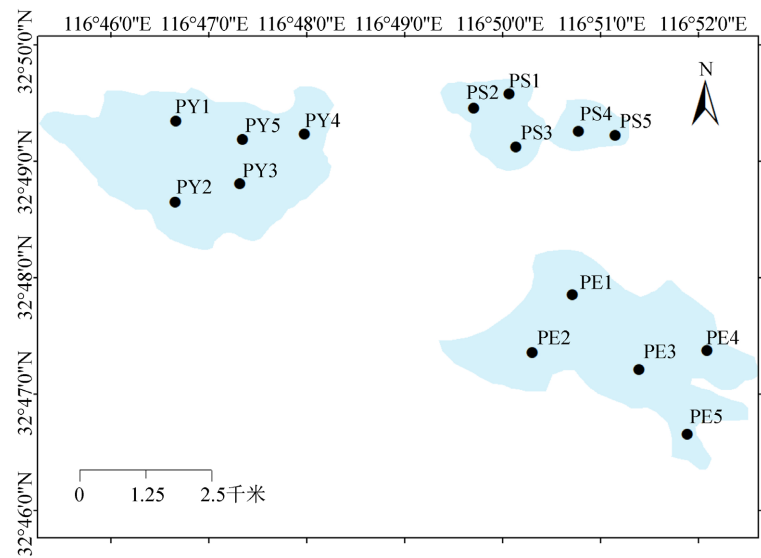 116°46'0"E 116°47'0"E 116°48'0"E 116°49'0"E 116°50'0"E 116°51'0"E 116°52'0"E
32°50'0"N
32°49'0"N
32°48'0"N
32°47'0"N
32°46'0"N
N
PY1
PY5
PY4
PY3
PY2
PS1
PS2
PS3
PS4
PS5
PE1
PE2
PE3
PE4
PE5
0 1.25 2.5千米